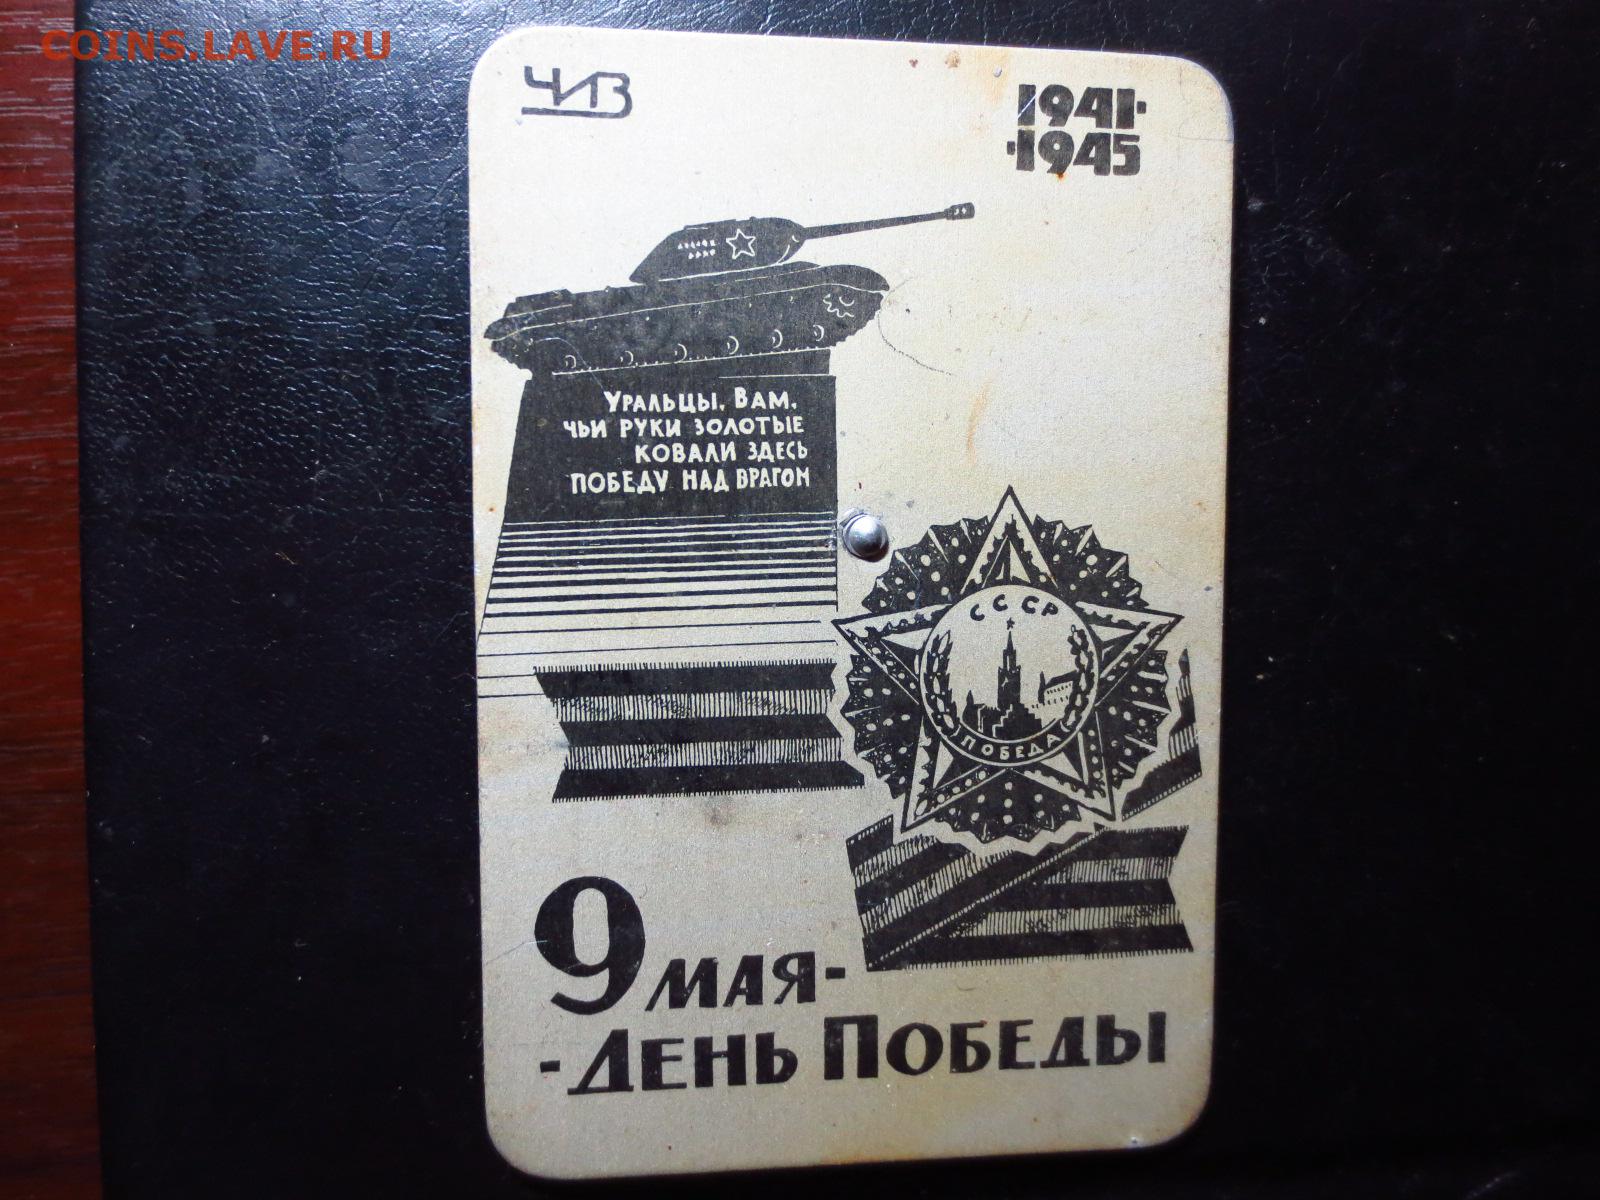 COINS.LAVE.RU
ЧИЗ
1941-
-1945
Уральцы, Вам,
чьи руки золотые
ковали здесь
победу над врагом
СССР
ПОБЕДА
9 МАЯ-
-ДЕНЬ ПОБЕДЫ